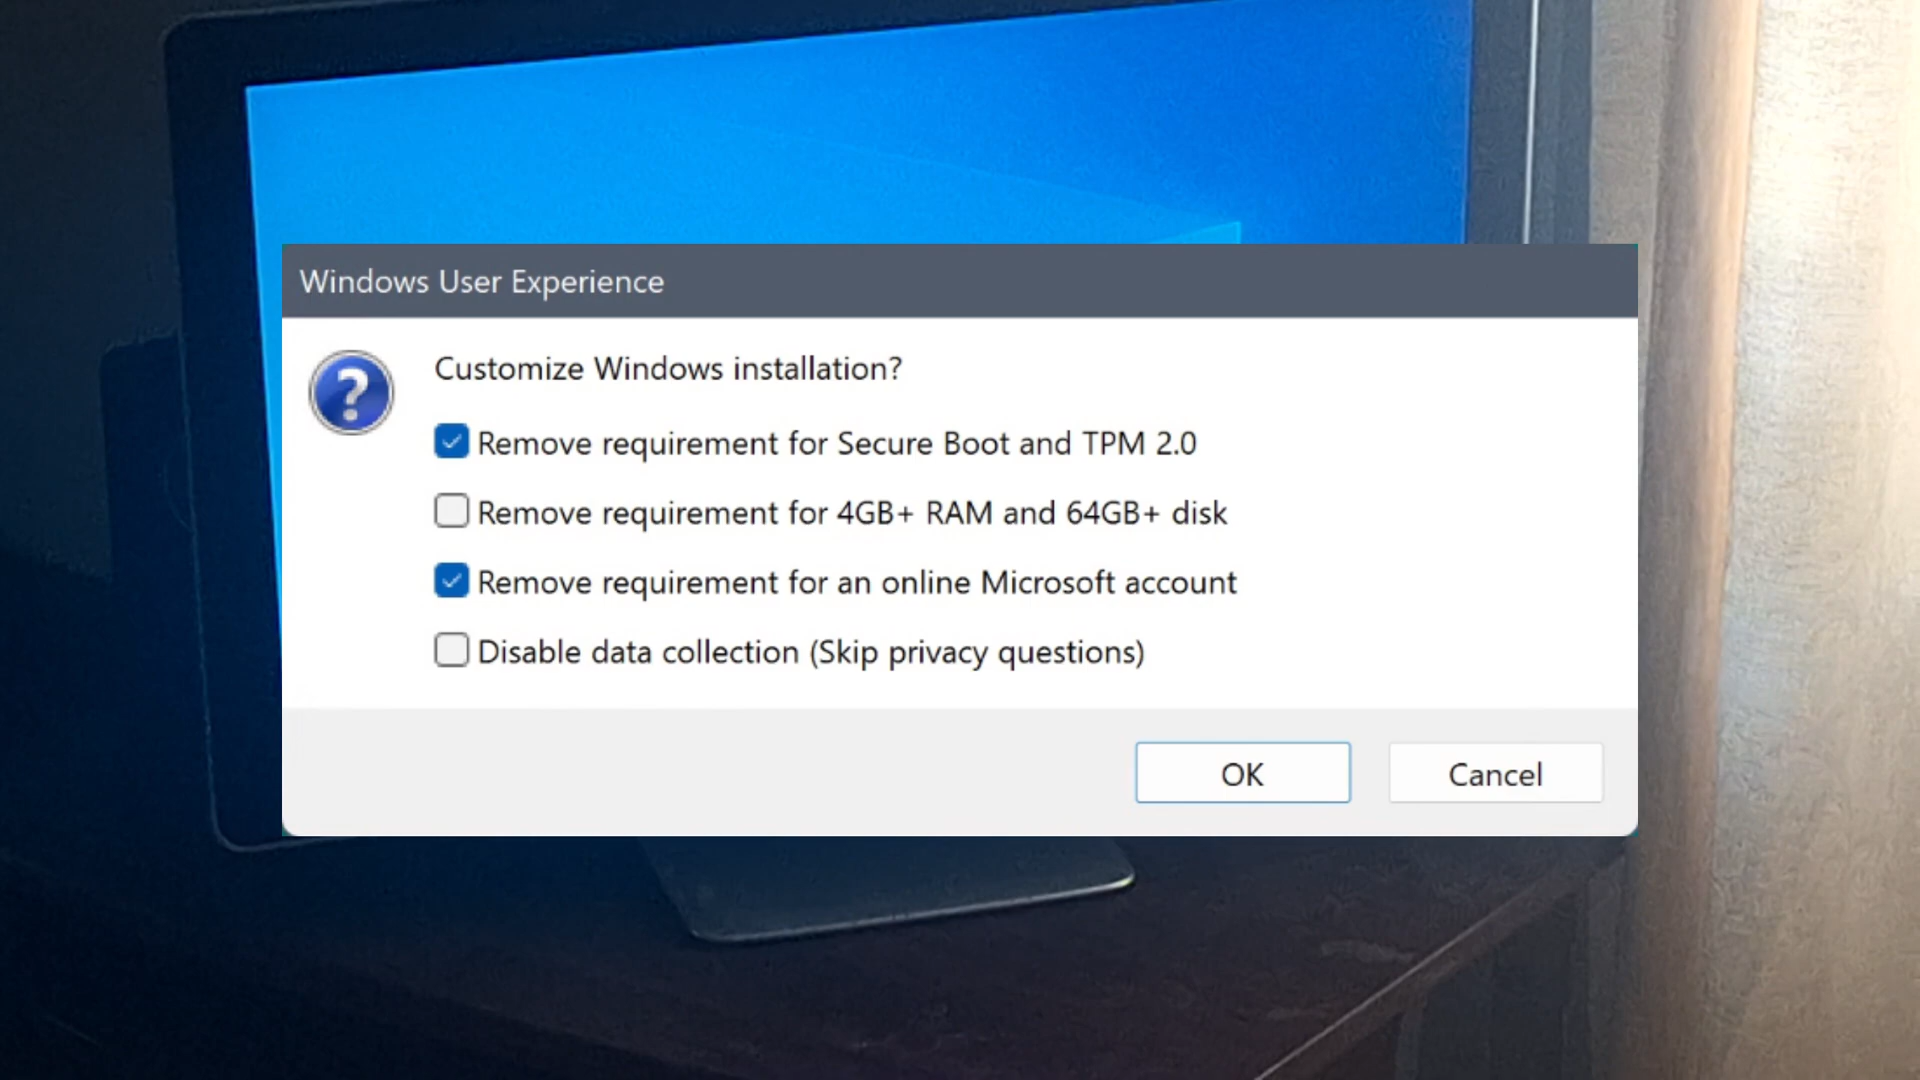 Windows User Experience
Customize Windows installation?
Remove requirement for Secure Boot and TPM 2.0
Remove requirement for 4GB+ RAM and 64GB+ disk
Remove requirement for an online Microsoft account
Disable data collection (Skip privacy questions)
OK
Cancel